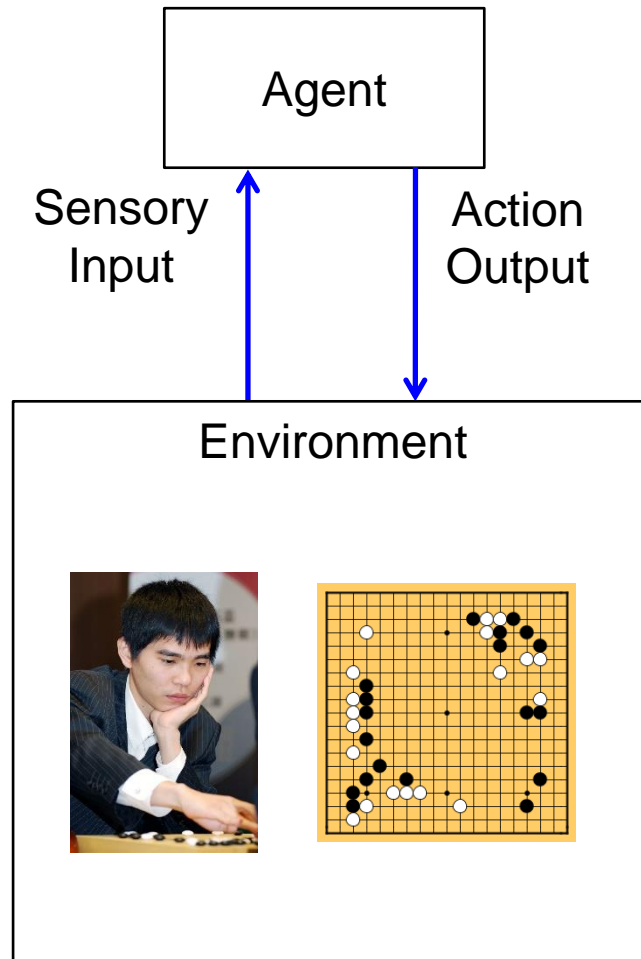 Agent
Sensory
Input
Action
Output
Environment